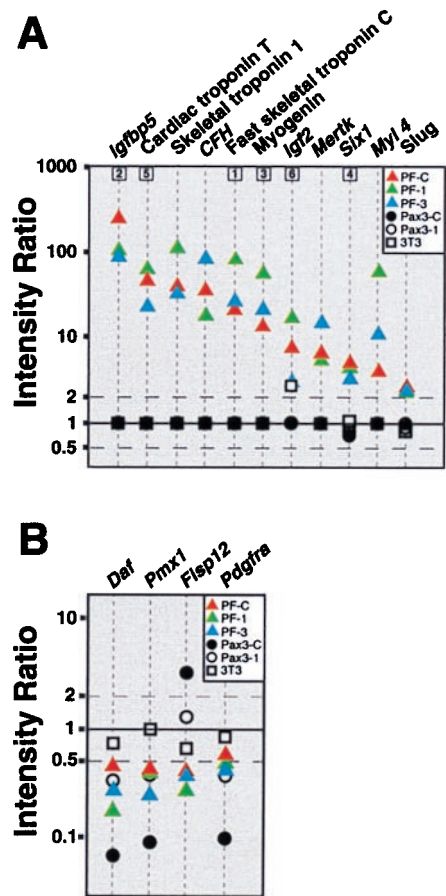 A
Igfbp5
Cardiac troponin T
Skeletal troponin 1
CFH
Fast skeletal troponin C
Myogenin
Igf2
Mertk
Six1
Myl 4
Slug
1000
100
10
2
1
0.5
Intensity Ratio
2 5 1 3 6 4
PF-C
PF-1
PF-3
Pax3-C
Pax3-1
3T3
B
Daf
Pmx1
Fisp12
Pdgfra
10
2
1
0.5
0.1
Intensity Ratio
PF-C
PF-1
PF-3
Pax3-C
Pax3-1
3T3